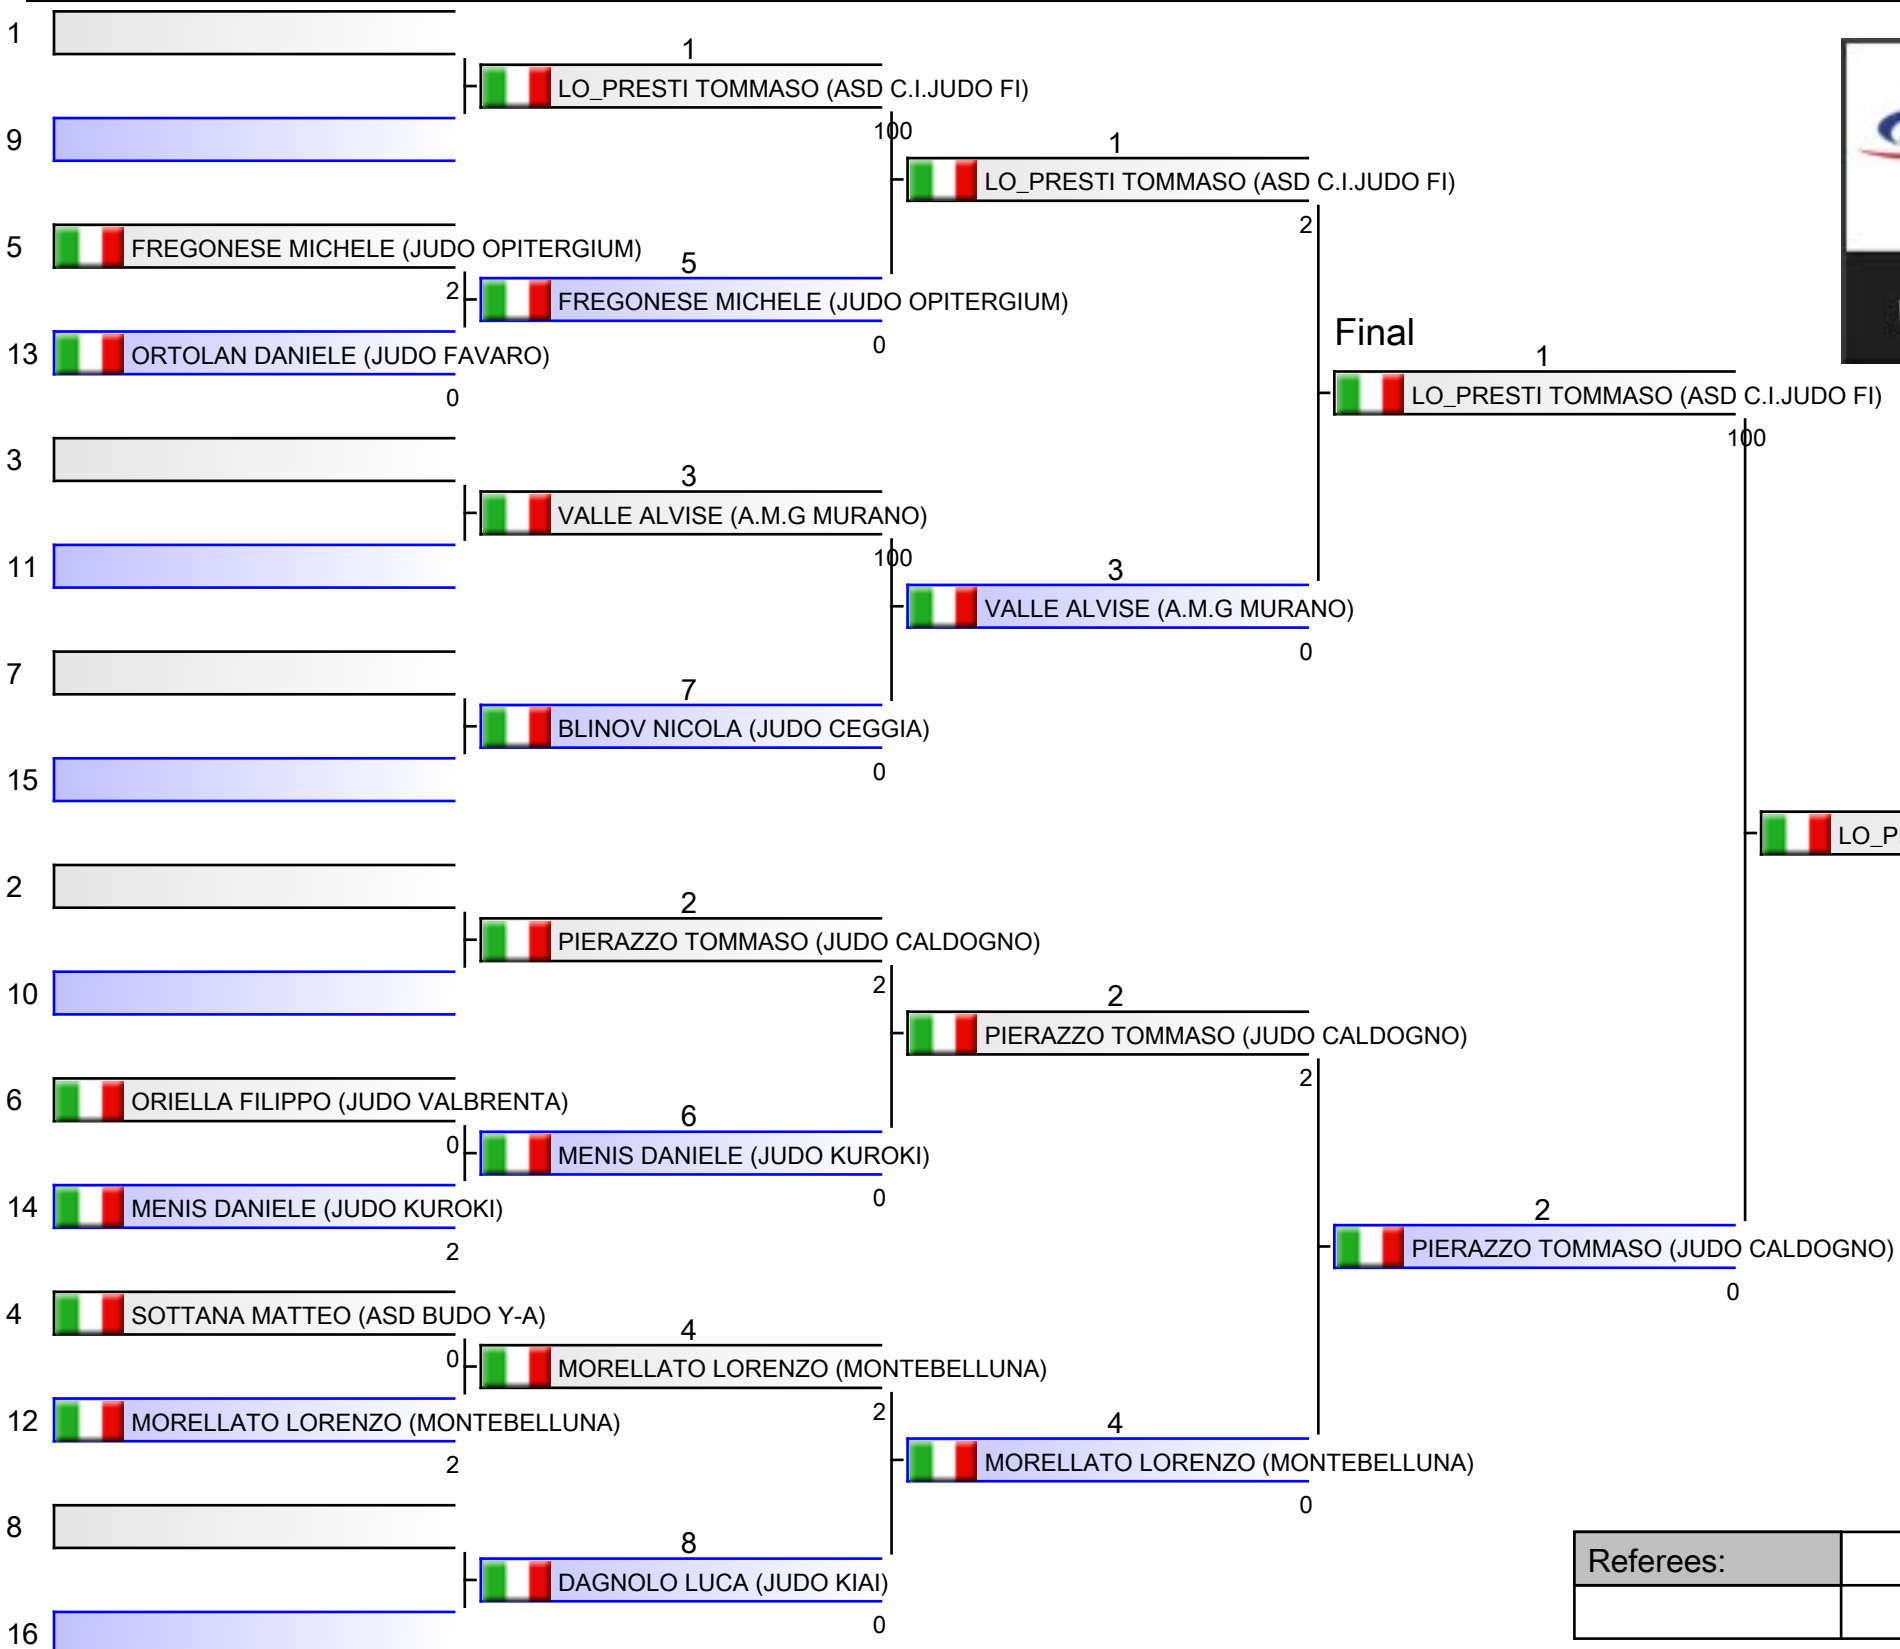 1
1
LO_PRESTI TOMMASO (ASD C.I.JUDO FI)
100
9
1
LO_PRESTI TOMMASO (ASD C.I.JUDO FI)
2
5
FREGONESE MICHELE (JUDO OPITERGIUM)
2
5
FREGONESE MICHELE (JUDO OPITERGIUM)
0
13
ORTOLAN DANIELE (JUDO FAVARO)
0
Final
1
LO_PRESTI TOMMASO (ASD C.I.JUDO FI)
100
3
3
VALLE ALVISE (A.M.G MURANO)
100
11
3
VALLE ALVISE (A.M.G MURANO)
0
7
7
BLINOV NICOLA (JUDO CEGGIA)
0
15
LO_P
2
2
PIERAZZO TOMMASO (JUDO CALDOGNO)
2
10
2
PIERAZZO TOMMASO (JUDO CALDOGNO)
2
6
ORIELLA FILIPPO (JUDO VALBRENTA)
0
6
MENIS DANIELE (JUDO KUROKI)
0
14
MENIS DANIELE (JUDO KUROKI)
2
2
PIERAZZO TOMMASO (JUDO CALDOGNO)
0
4
SOTTANA MATTEO (ASD BUDO Y-A)
0
4
MORELLATO LORENZO (MONTEBELLUNA)
2
12
MORELLATO LORENZO (MONTEBELLUNA)
2
4
MORELLATO LORENZO (MONTEBELLUNA)
0
8
8
DAGNOLO LUCA (JUDO KIAI)
0
16
Referees: